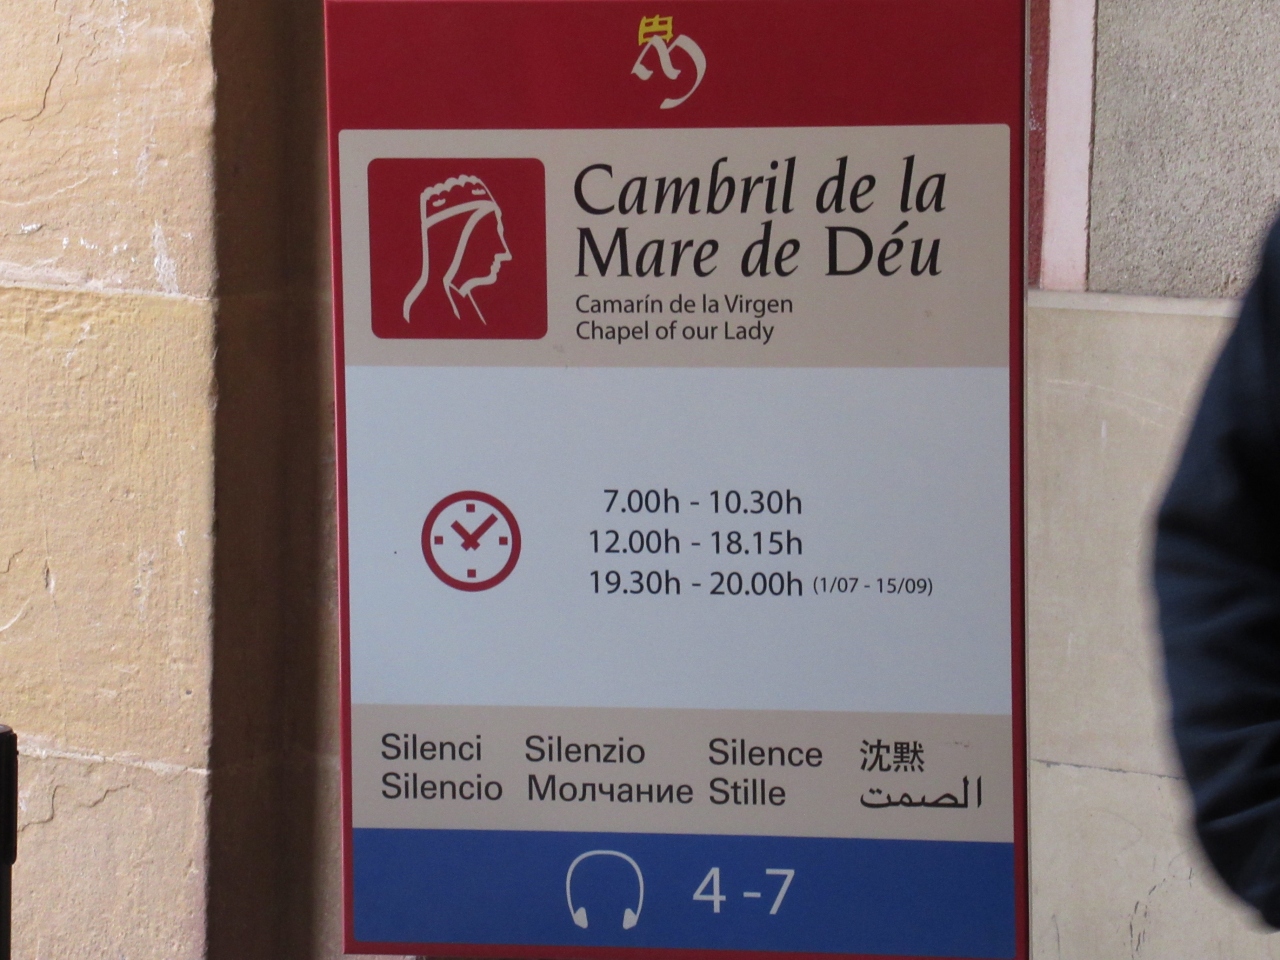 Cambril de la
Mare de Déu
Camarín de la Virgen
Chapel of our Lady
7.00h - 10.30h
12.00h - 18.15h
19.30h - 20.00h (1/07 - 15/09)
Silenci Silenzio Silence 沈黙
Silencio Молчание Stille الصمت
4 -7